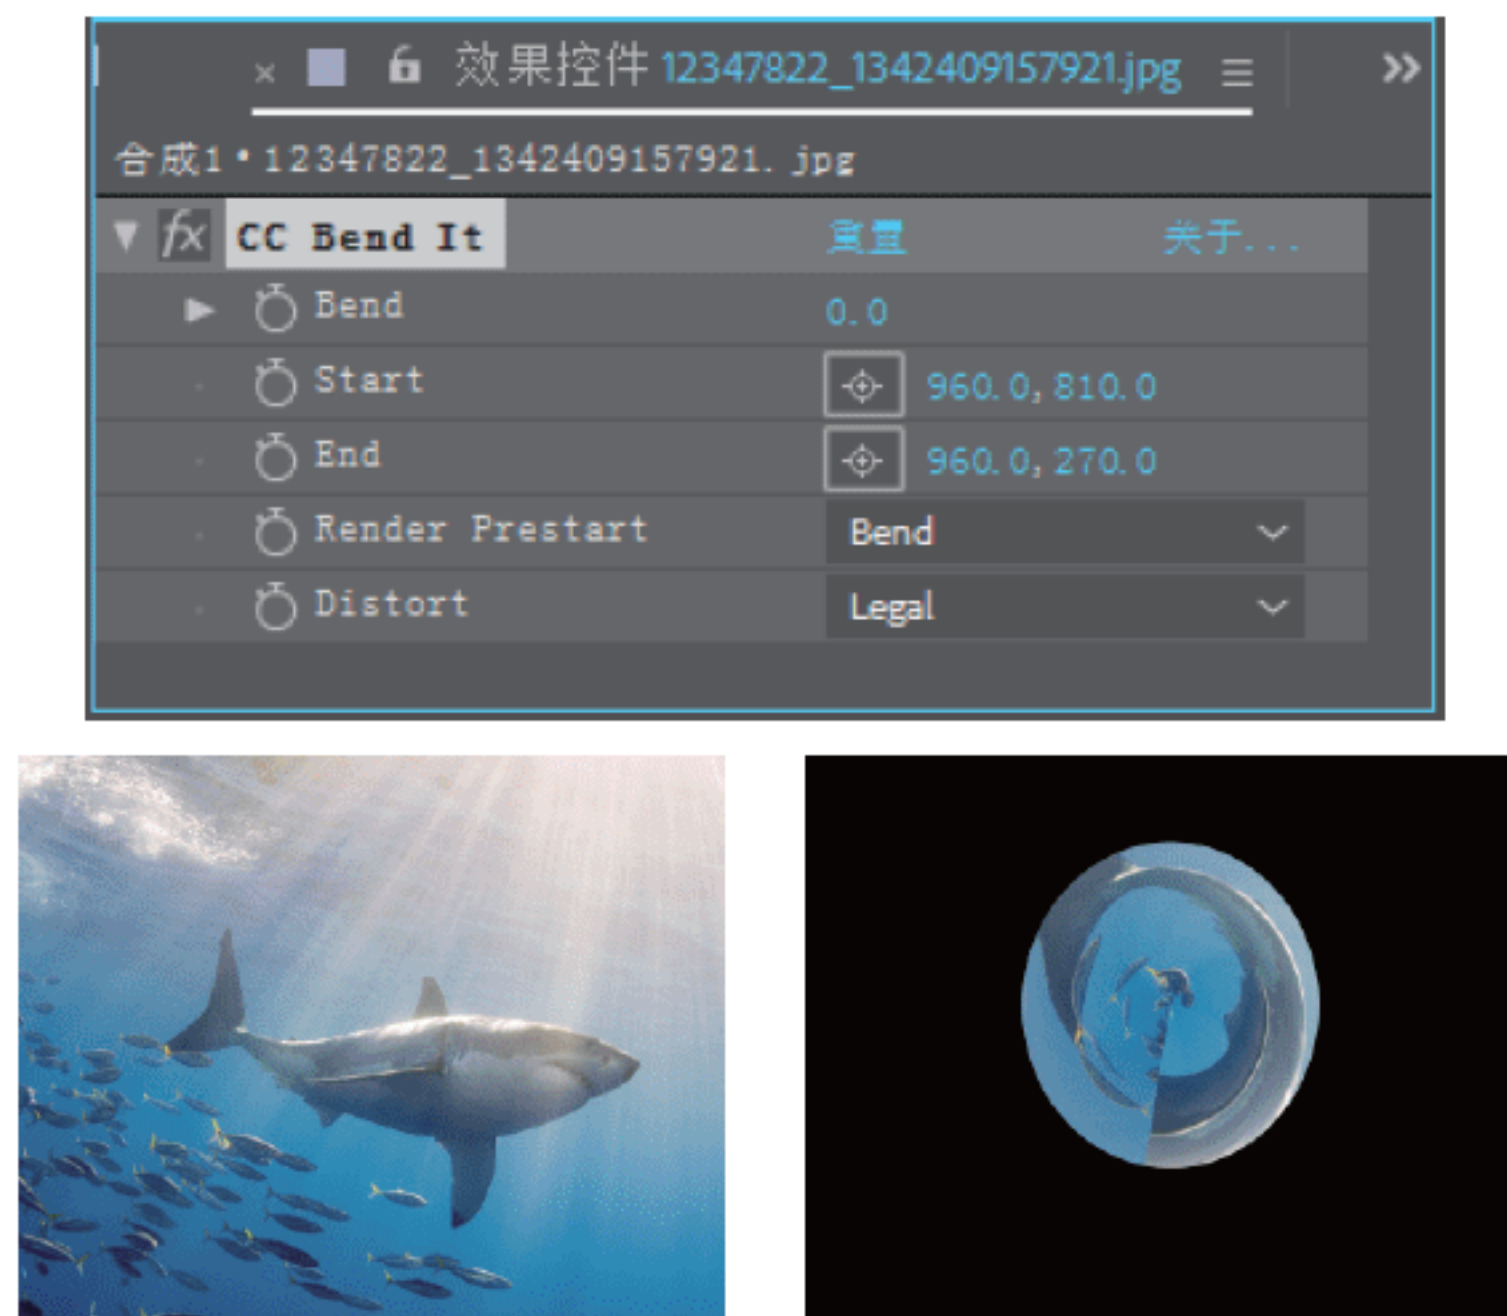 效果控件 12347822_1342409157921.jpg
合成1•12347822_1342409157921.jpg
fx CC Bend It 重置 关于...
Bend 0.0
Start 960.0,810.0
End 960.0,270.0
Render Prestart Bend
Distort Legal